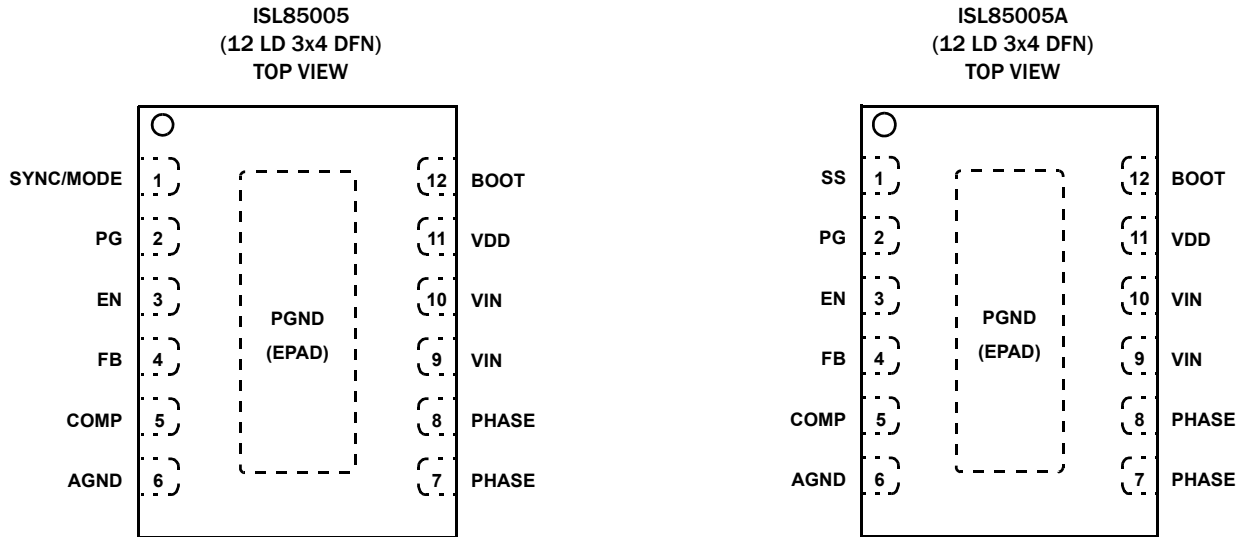 ISL85005
(12 LD 3x4 DFN)
TOP VIEW
SYNC/MODE 1
PG 2
EN 3
FB 4
COMP 5
AGND 6
PGND
(EPAD)
12 BOOT
11 VDD
10 VIN
9 VIN
8 PHASE
7 PHASE
ISL85005A
(12 LD 3x4 DFN)
TOP VIEW
SS 1
PG 2
EN 3
FB 4
COMP 5
AGND 6
PGND
(EPAD)
12 BOOT
11 VDD
10 VIN
9 VIN
8 PHASE
7 PHASE